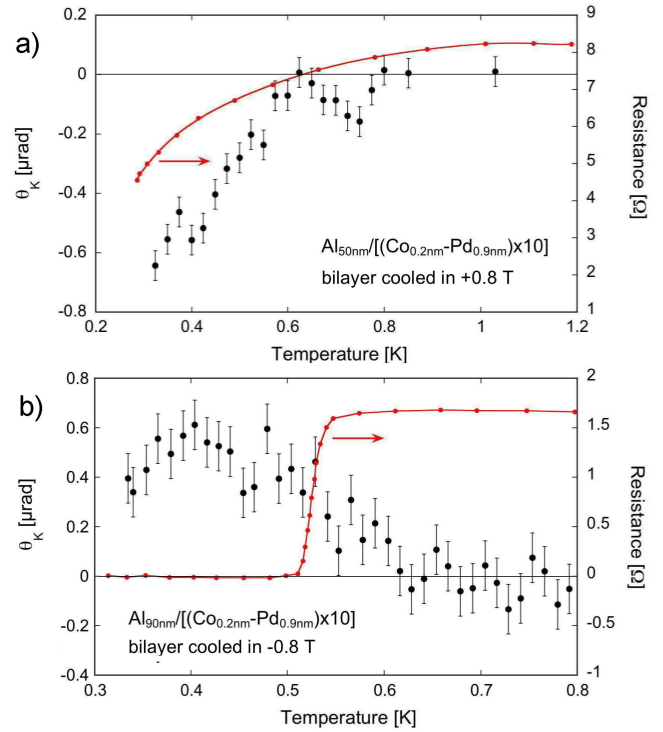 a)
0.2
0
-0.2
-0.4
-0.6
-0.8
θK [μrad]
9
8
7
6
5
4
3
2
1
Resistance [Ω]
Al50nm/[(Co0.2nm-Pd0.9nm)x10]
bilayer cooled in +0.8 T
0.2 0.4 0.6 0.8 1 1.2
Temperature [K]
b)
0.8
0.6
0.4
0.2
0
-0.2
-0.4
θK [μrad]
2
1.5
1
0.5
0
-0.5
-1
Resistance [Ω]
Al90nm/[(Co0.2nm-Pd0.9nm)x10]
bilayer cooled in -0.8 T
0.3 0.4 0.5 0.6 0.7 0.8
Temperature [K]